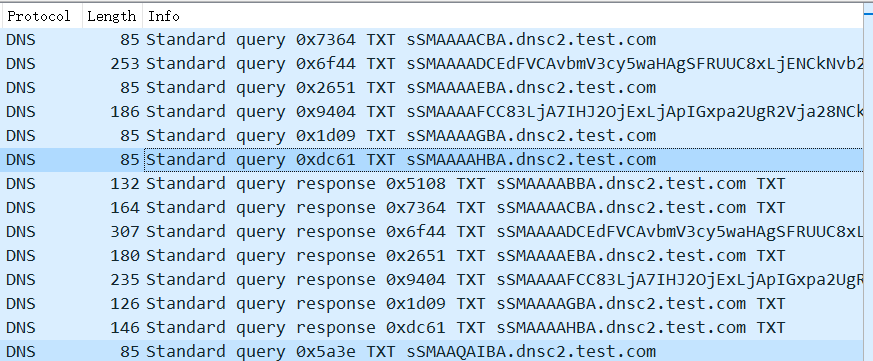 Protocol Length Info
DNS 85 Standard query 0x7364 TXT sSMAAAACBA.dnsc2.test.com
DNS 253 Standard query 0x6f44 TXT sSMAAAADCEdFVCAvbmV3cy5waHAgSFRUUC8xLjENCkNvb2
DNS 85 Standard query 0x2651 TXT sSMAAAAEBA.dnsc2.test.com
DNS 186 Standard query 0x9404 TXT sSMAAAAFCC83LjA7IHJ2OjExLjApIGxpa2UgR2Vja28NCk
DNS 85 Standard query 0x1d09 TXT sSMAAAAGBA.dnsc2.test.com
DNS 85 Standard query 0xdc61 TXT sSMAAAAHBA.dnsc2.test.com
DNS 132 Standard query response 0x5108 TXT sSMAAAABBA.dnsc2.test.com TXT
DNS 164 Standard query response 0x7364 TXT sSMAAAACBA.dnsc2.test.com TXT
DNS 307 Standard query response 0x6f44 TXT sSMAAAADCEdFVCAvbmV3cy5waHAgSFRUUC8xL
DNS 180 Standard query response 0x2651 TXT sSMAAAAEBA.dnsc2.test.com TXT
DNS 235 Standard query response 0x9404 TXT sSMAAAAFCC83LjA7IHJ2OjExLjApIGxpa2UgR
DNS 126 Standard query response 0x1d09 TXT sSMAAAAGBA.dnsc2.test.com TXT
DNS 146 Standard query response 0xdc61 TXT sSMAAAAHBA.dnsc2.test.com TXT
DNS 85 Standard query 0x5a3e TXT sSMAAQAIBA.dnsc2.test.com